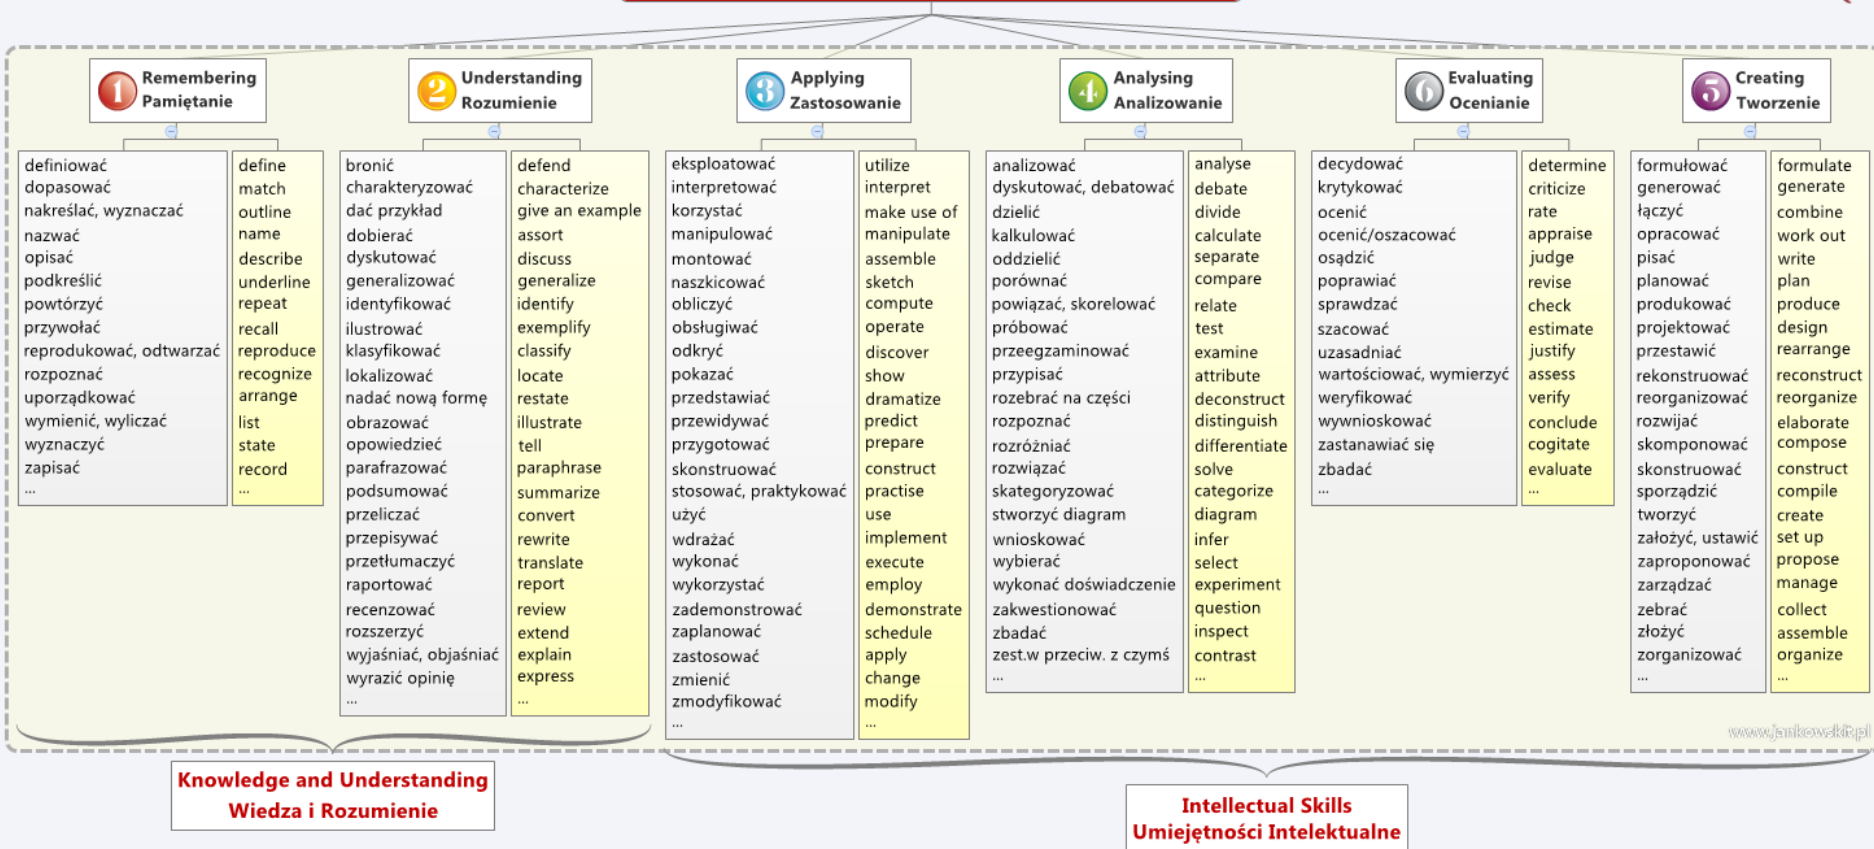 1
Remembering
Pamiętanie
definiować
dopasować
nakreślać, wyznaczać
nazwać
opisać
podkreślić
powtórzyć
przywołać
reprodukować, odtwarzać
rozpoznać
uporządkować
wymienić, wyliczać
wyznaczyć
zapisać
...
define
match
outline
name
describe
underline
repeat
recall
reproduce
recognize
arrange
list
state
record
...
2
Understanding
Rozumienie
bronić
charakteryzować
dać przykład
dobierać
dyskutować
generalizować
identyfikować
ilustrować
klasyfikować
lokalizować
nadać nową formę
obrazować
opowiedzieć
parafrazować
podsumować
przeliczać
przepisywać
przetłumaczyć
raportować
recenzować
rozszerzyć
wyjaśniać, objaśniać
wyrazić opinię
...
defend
characterize
give an example
assort
discuss
generalize
identify
exemplify
classify
locate
restate
illustrate
tell
paraphrase
summarize
convert
rewrite
translate
report
review
extend
explain
express
...
3
Applying
Zastosowanie
eksploatować
interpretować
korzystać
manipulować
montować
naszkicować
obliczyć
obsługiwać
odkryć
pokazać
przedstawiać
przewidywać
przygotować
skonstruować
stosować, praktykować
użyć
wdrażać
wykonać
wykorzystać
zademonstrować
zaplanować
zastosować
zmienić
zmodyfikować
...
utilize
interpret
make use of
manipulate
assemble
sketch
compute
operate
discover
show
dramatize
predict
prepare
construct
practise
use
implement
execute
employ
demonstrate
schedule
apply
change
modify
...
4
Analysing
Analizowanie
analizować
dyskutować, debatować
dzielić
kalkulować
oddzielić
porównać
powiązać, skorelować
próbować
przeegzaminować
przypisać
rozebrać na części
rozpoznać
rozróżniać
rozwiązać
skategoryzować
stworzyć diagram
wnioskować
wybierać
wykonać doświadczenie
zakwestionować
zbadać
zest.w przeciw. z czymś
...
analyse
debate
divide
calculate
separate
compare
relate
test
examine
attribute
deconstruct
distinguish
differentiate
solve
categorize
diagram
infer
select
experiment
question
inspect
contrast
...
6
Evaluating
Ocenianie
decydować
krytykować
ocenić
ocenić/oszacować
osądzić
poprawiać
sprawdzać
szacować
uzasadniać
wartościować, wymierzyć
weryfikować
wywnioskować
zastanawiać się
zbadać
...
determine
criticize
rate
appraise
judge
revise
check
estimate
justify
assess
verify
conclude
cogitate
evaluate
...
5
Creating
Tworzenie
formułować
generować
łączyć
opracować
pisać
planować
produkować
projektować
przestawić
rekonstruować
reorganizować
rozwijać
skomponować
skonstruować
sporządzić
tworzyć
założyć, ustawić
zaproponować
zarządzać
zebrać
złożyć
zorganizować
...
formulate
generate
combine
work out
write
plan
produce
design
rearrange
reconstruct
reorganize
elaborate
compose
construct
compile
create
set up
propose
manage
collect
assemble
organize
...
www.jankowskit.pl
Knowledge and Understanding
Wiedza i Rozumienie
Intellectual Skills
Umiejętności Intelektualne